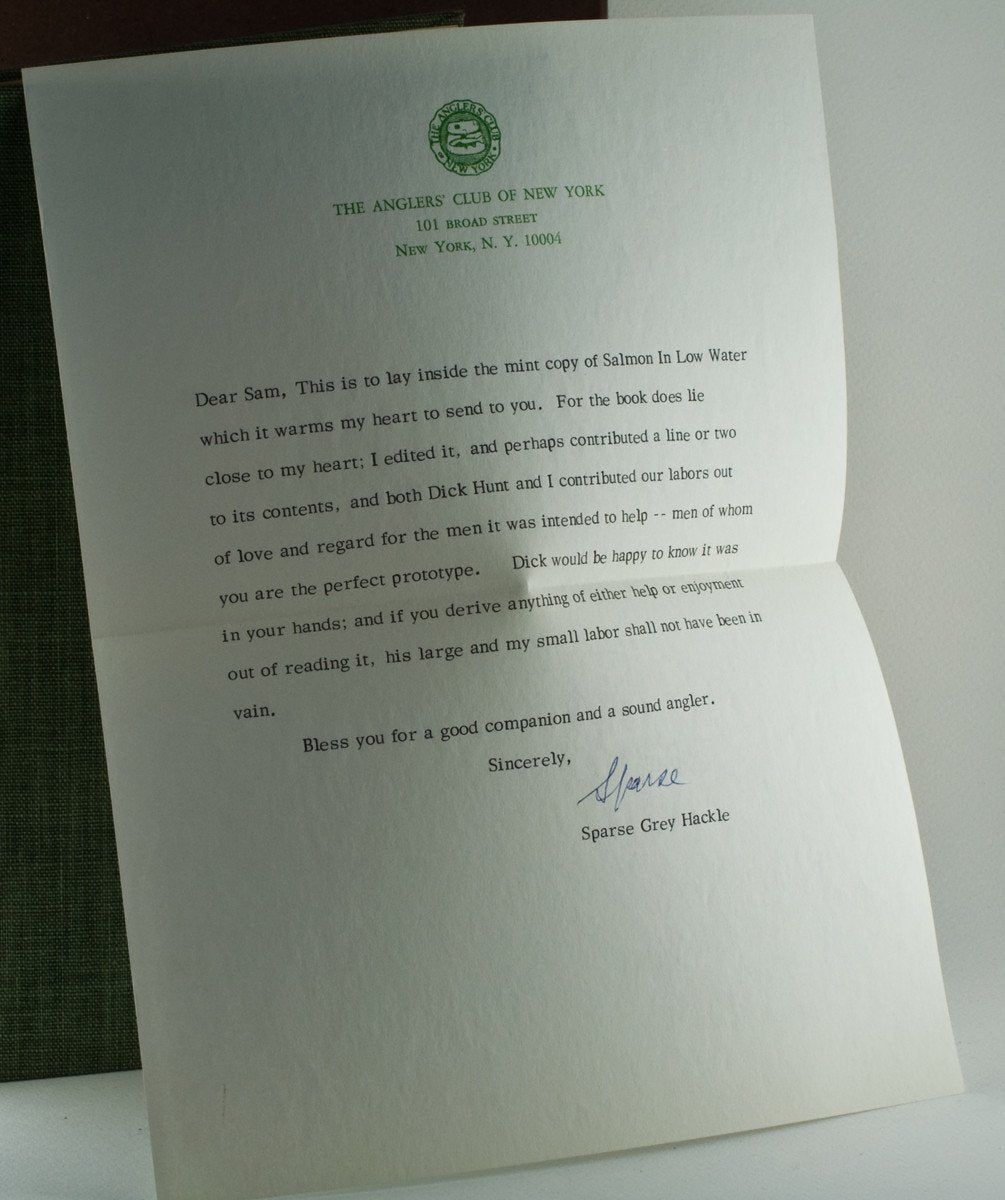 THE ANGLERS' CLUB
NEW YORK
THE ANGLERS' CLUB OF NEW YORK
101 BROAD STREET
NEW YORK, N. Y. 10004
Dear Sam, This is to lay inside the mint copy of Salmon In Low Water
which it warms my heart to send to you. For the book does lie
close to my heart; I edited it, and perhaps contributed a line or two
to its contents, and both Dick Hunt and I contributed our labors out
of love and regard for the men it was intended to help -- men of whom
you are the perfect prototype. Dick would be happy to know it was
in your hands; and if you derive anything of either help or enjoyment
out of reading it, his large and my small labor shall not have been in
vain.
Bless you for a good companion and a sound angler.
Sincerely,
Sparse
Sparse Grey Hackle